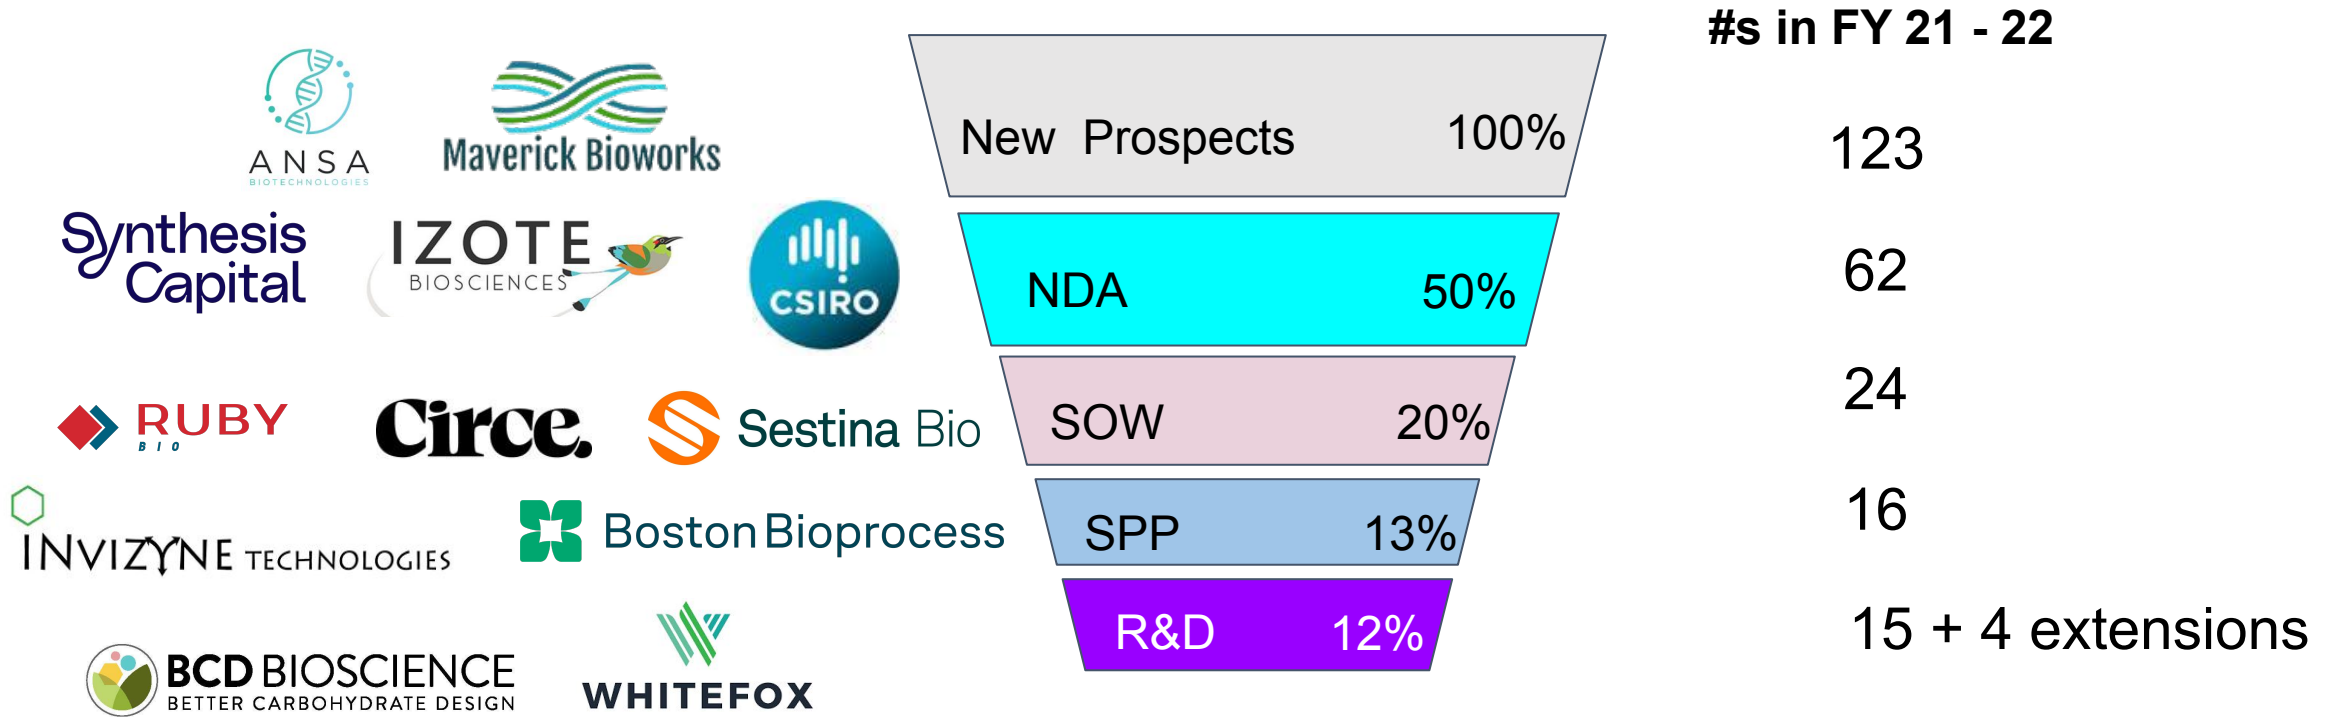 #s in FY 21 - 22
ANSA
BIOTECHNOLOGIES
Maverick Bioworks
New Prospects 100%
123
Synthesis
Capital
IZOTE
BIOSCIENCES
CSIRO
NDA 50%
62
RUBY
BIO
Circe.
Sestina Bio
SOW 20%
24
INVIZYNE TECHNOLOGIES
Boston Bioprocess
SPP 13%
16
BCD BIOSCIENCE
BETTER CARBOHYDRATE DESIGN
WHITEFOX
R&D 12%
15 + 4 extensions